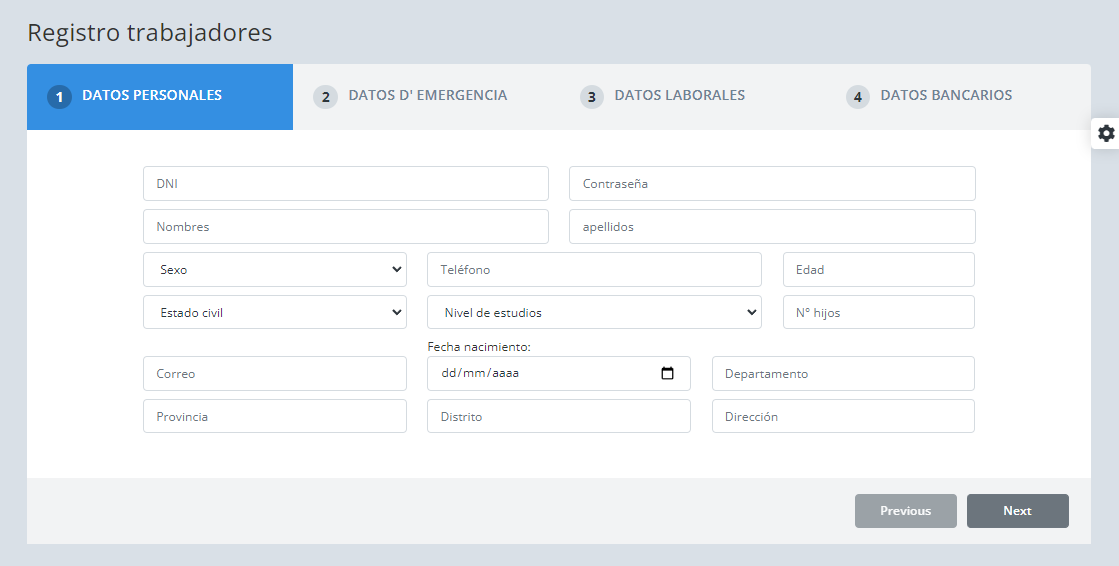 Registro trabajadores
1 DATOS PERSONALES 2 DATOS D' EMERGENCIA 3 DATOS LABORALES 4 DATOS BANCARIOS
DNI Contraseña
Nombres apellidos
Sexo Teléfono Edad
Estado civil Nivel de estudios N° hijos
Fecha nacimiento:
Correo dd/mm/aaaa Departamento
Provincia Distrito Dirección
Previous Next